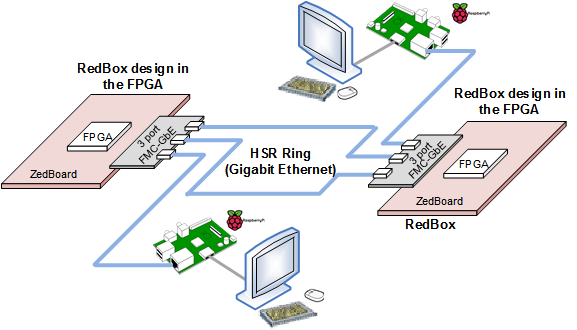 RaspberryPi
RedBox design in
the FPGA
RedBox design in
the FPGA
FPGA
3 port
FMC-GbE
ZedBoard
HSR Ring
(Gigabit Ethernet)
3 port
FMC-GbE
FPGA
ZedBoard
RedBox
RaspberryPi